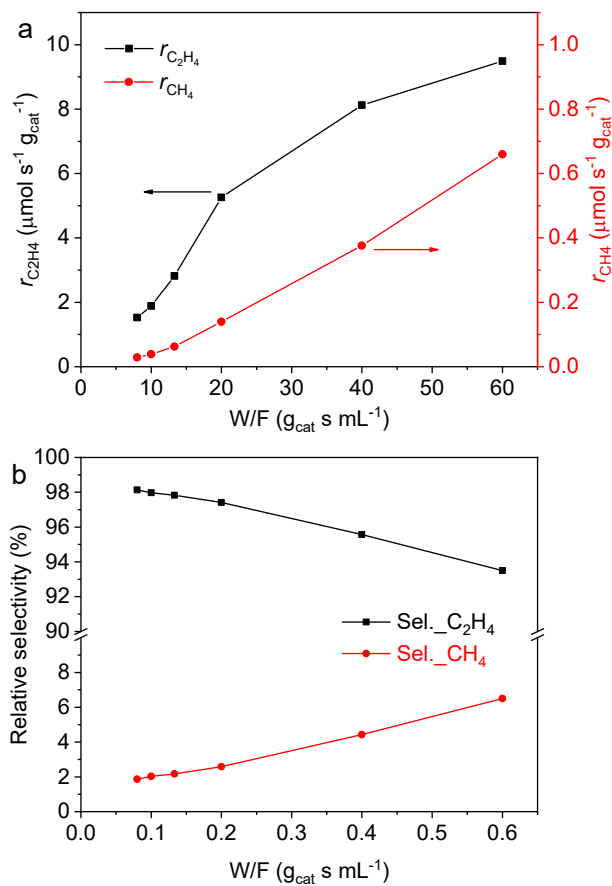 a
r_C₂H₄
r_CH₄
10
8
6
4
2
0
r_C2H4 (μmol s⁻¹ g_cat⁻¹)
1.0
0.8
0.6
0.4
0.2
0.0
r_CH4 (μmol s⁻¹ g_cat⁻¹)
0 10 20 30 40 50 60
W/F (g_cat s mL⁻¹)
b
100
98
96
94
92
90
8
6
4
2
0
Relative selectivity (%)
Sel._C₂H₄
Sel._CH₄
0.0 0.1 0.2 0.3 0.4 0.5 0.6
W/F (g_cat s mL⁻¹)